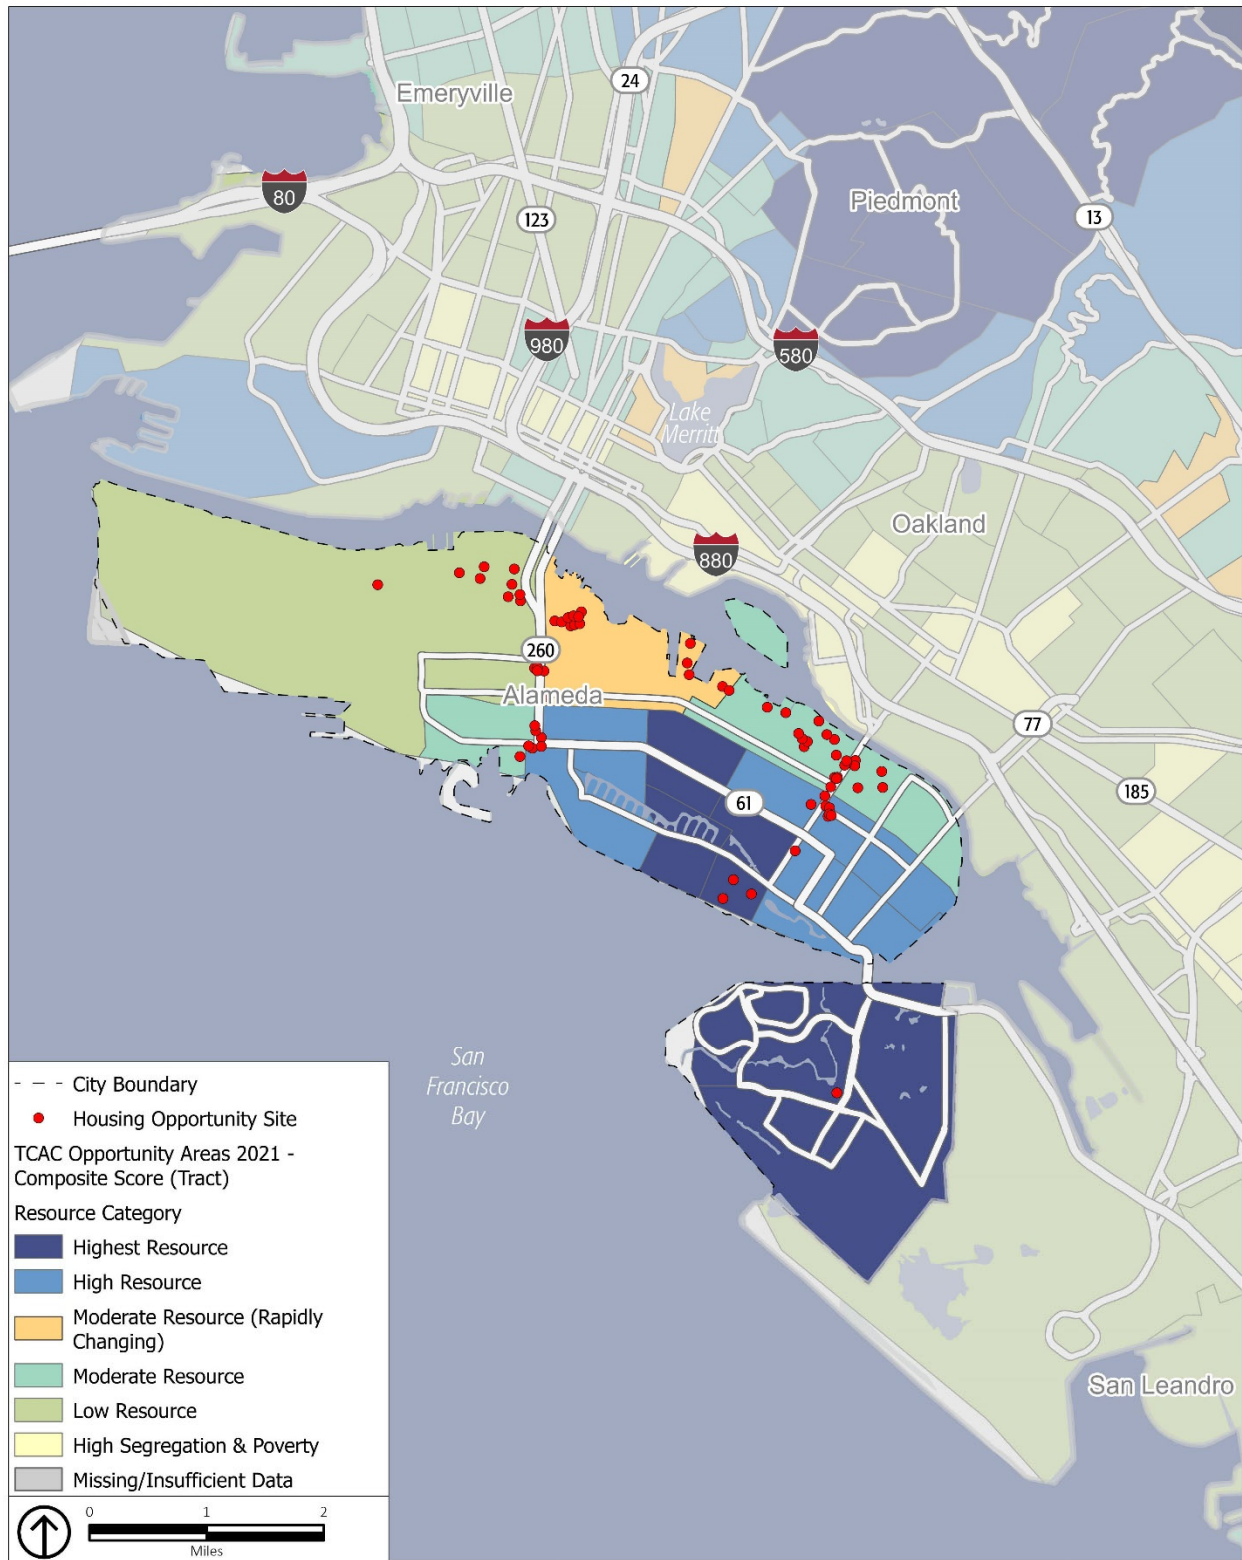 24
Emeryville
80
Piedmont
123
13
980
580
Lake
Merritt
Oakland
880
260
Alameda
77
61
185
San
Francisco
Bay
San Leandro
City Boundary
Housing Opportunity Site
TCAC Opportunity Areas 2021 -
Composite Score (Tract)
Resource Category
Highest Resource
High Resource
Moderate Resource (Rapidly
Changing)
Moderate Resource
Low Resource
High Segregation & Poverty
Missing/Insufficient Data
0 1 2
Miles